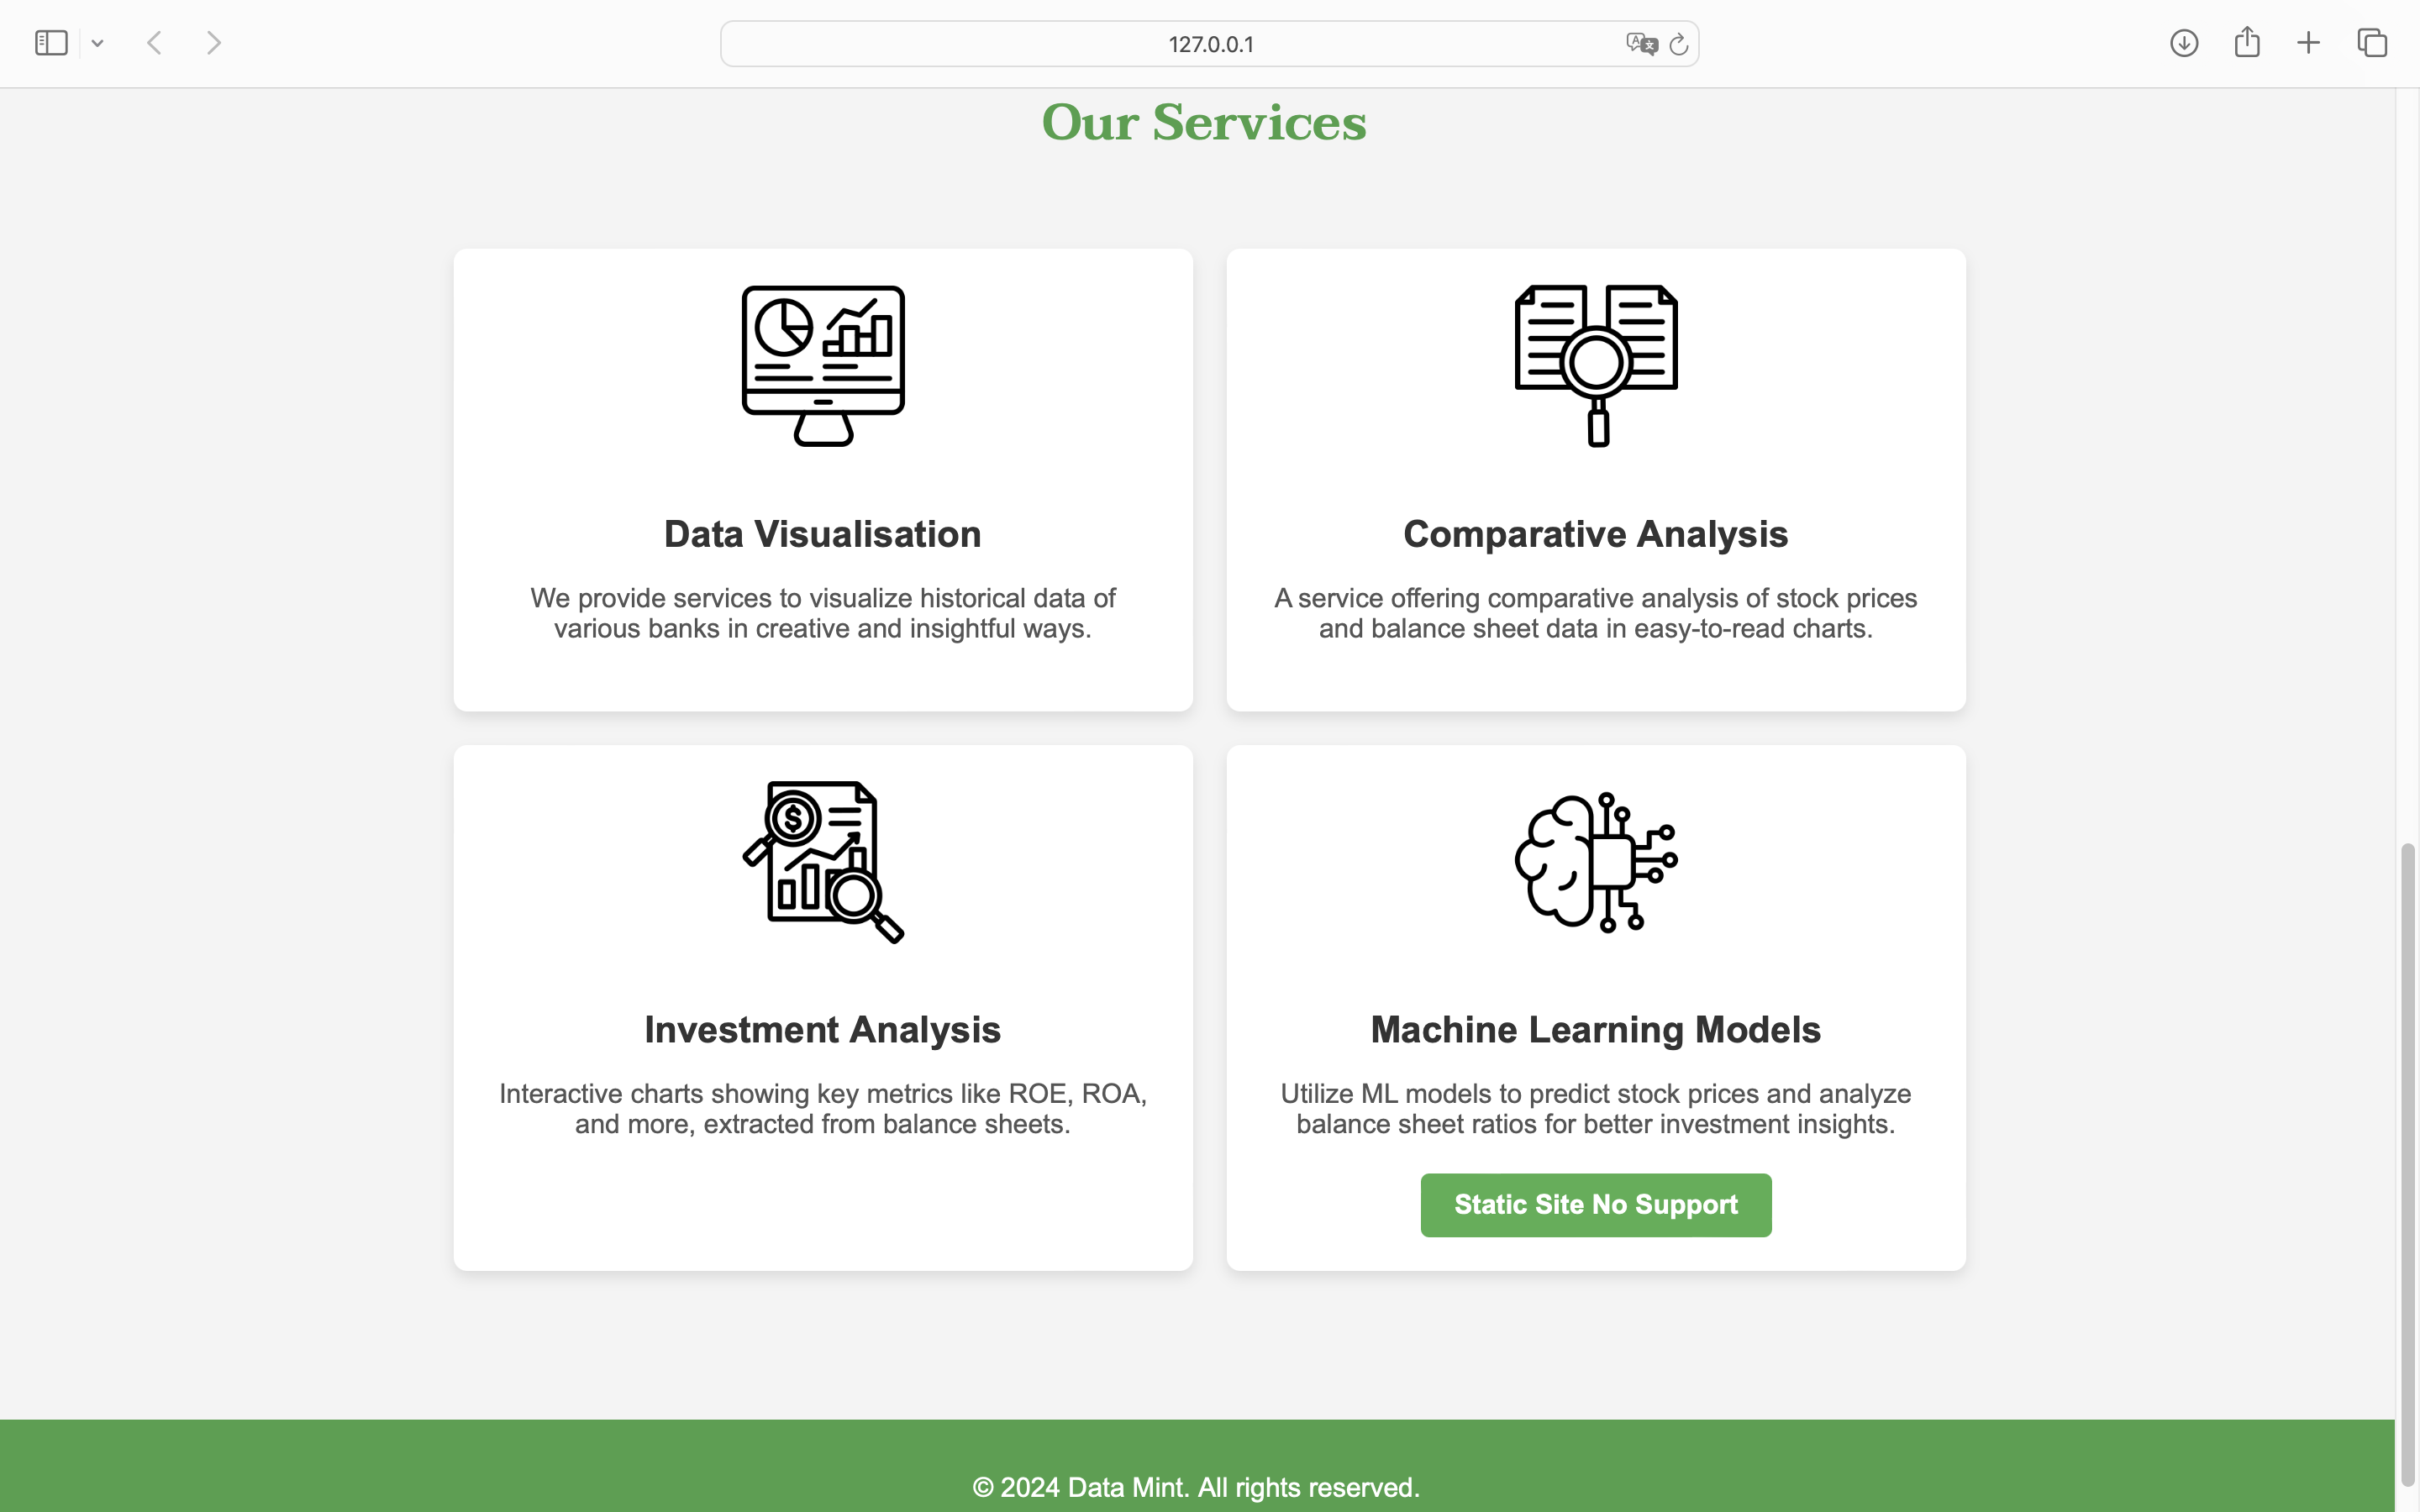 127.0.0.1
Our Services
Data Visualisation
We provide services to visualize historical data of
various banks in creative and insightful ways.
Comparative Analysis
A service offering comparative analysis of stock prices
and balance sheet data in easy-to-read charts.
$
Investment Analysis
Interactive charts showing key metrics like ROE, ROA,
and more, extracted from balance sheets.
Machine Learning Models
Utilize ML models to predict stock prices and analyze
balance sheet ratios for better investment insights.
Static Site No Support
© 2024 Data Mint. All rights reserved.